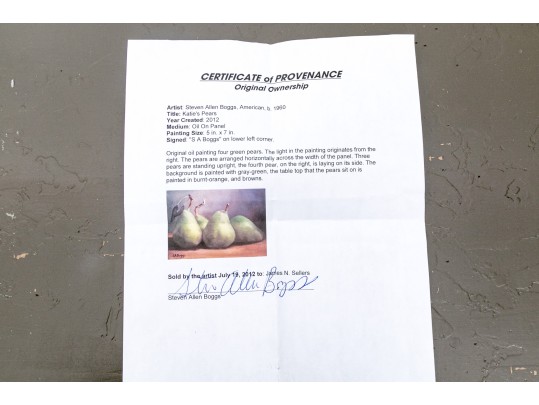 CERTIFICATE of PROVENANCE
Original Ownership
Artist: Steven Allen Boggs, American, b. 1960
Title: Katie's Pears
Year Created: 2012
Medium: Oil On Panel
Painting Size: 5 in. x 7 in.
Signed: "S A Boggs" on lower left corner.
Original oil painting four green pears. The light in the painting originates from the
right. The pears are arranged horizontally across the width of the panel. Three
pears are standing upright, the fourth pear, on the right, is laying on its side. The
background is painted with gray-green, the table top that the pears sit on is
painted in burnt-orange, and browns.
Sold by the artist July 19, 2012 to: James N. Sellers
Steven Allen Boggs
Steven Allen Boggs